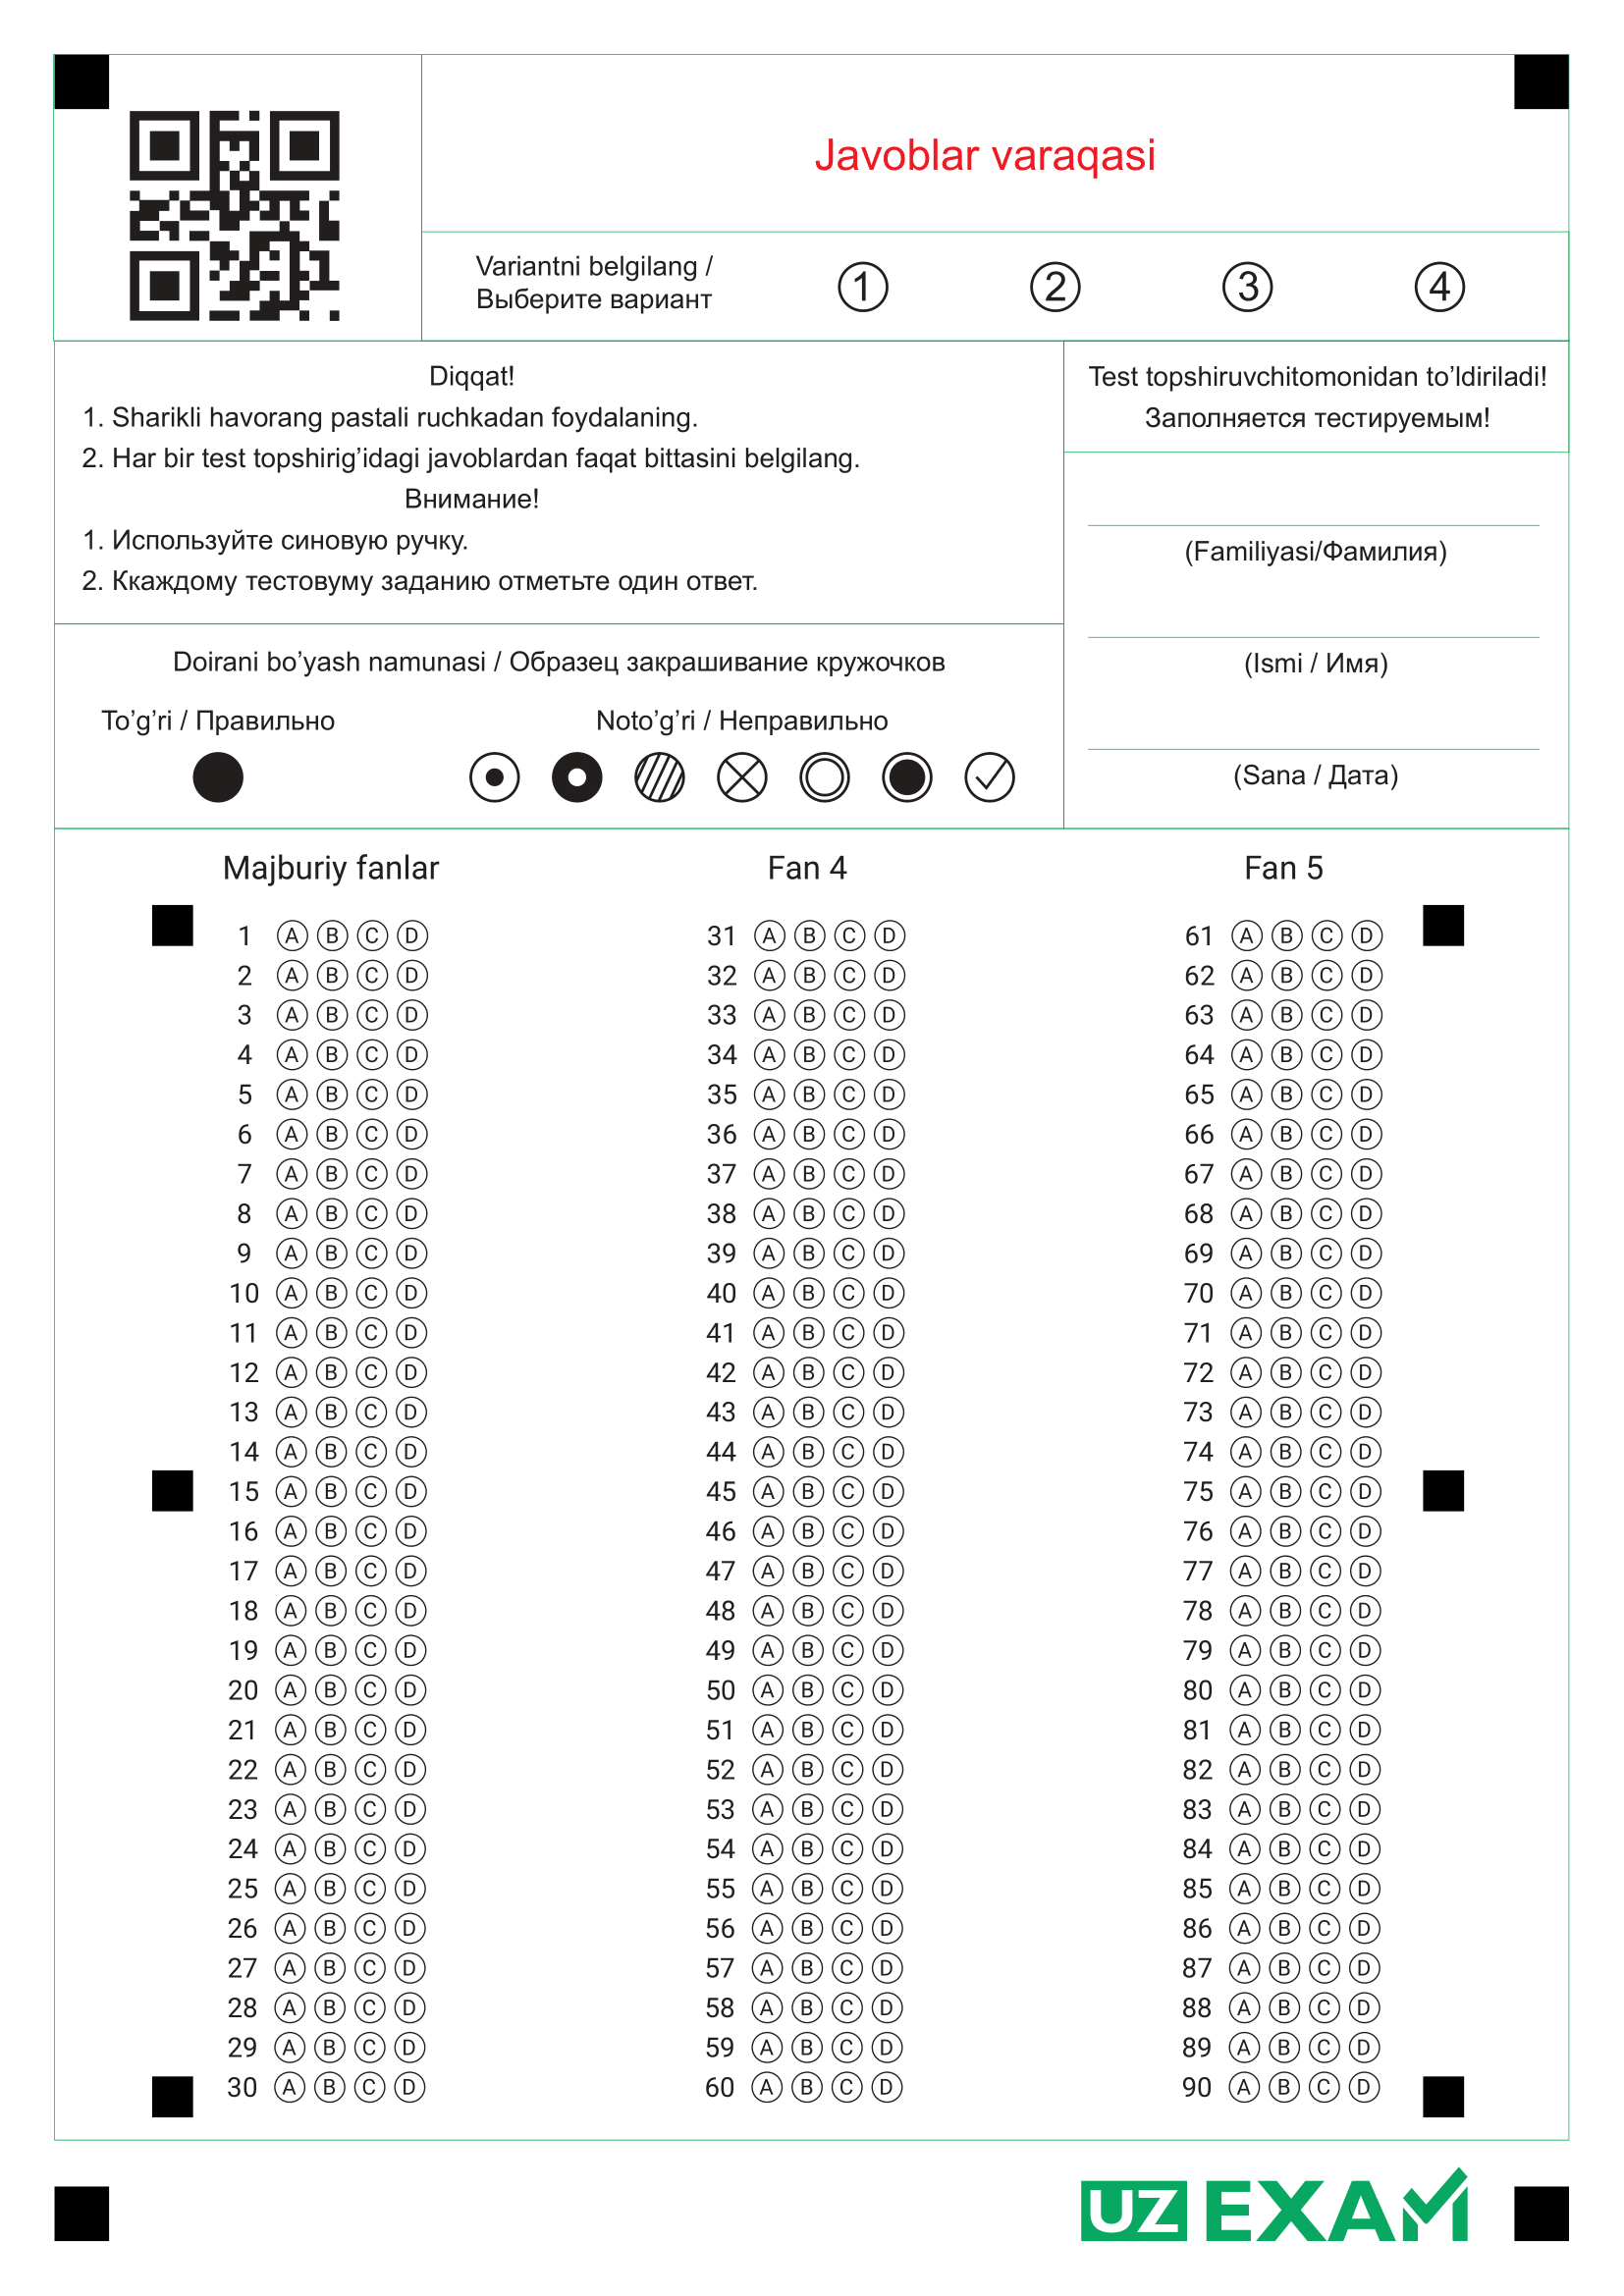 Javoblar varaqasi
Variantni belgilang /
Выберите вариант
1 2 3 4
Diqqat!
1. Sharikli havorang pastali ruchkadan foydalaning.
2. Har bir test topshirig’idagi javoblardan faqat bittasini belgilang.
Внимание!
1. Используйте синовую ручку.
2. Ккаждому тестовуму заданию отметьте один ответ.
Test topshiruvchitomonidan to’ldiriladi!
Заполняется тестируемым!
(Familiyasi/Фамилия)
(Ismi / Имя)
(Sana / Дата)
Doirani bo’yash namunasi / Образец закрашивание кружочков
To’g’ri / Правильно
Noto’g’ri / Неправильно
Majburiy fanlar
1 A B C D
2 A B C D
3 A B C D
4 A B C D
5 A B C D
6 A B C D
7 A B C D
8 A B C D
9 A B C D
10 A B C D
11 A B C D
12 A B C D
13 A B C D
14 A B C D
15 A B C D
16 A B C D
17 A B C D
18 A B C D
19 A B C D
20 A B C D
21 A B C D
22 A B C D
23 A B C D
24 A B C D
25 A B C D
26 A B C D
27 A B C D
28 A B C D
29 A B C D
30 A B C D
Fan 4
31 A B C D
32 A B C D
33 A B C D
34 A B C D
35 A B C D
36 A B C D
37 A B C D
38 A B C D
39 A B C D
40 A B C D
41 A B C D
42 A B C D
43 A B C D
44 A B C D
45 A B C D
46 A B C D
47 A B C D
48 A B C D
49 A B C D
50 A B C D
51 A B C D
52 A B C D
53 A B C D
54 A B C D
55 A B C D
56 A B C D
57 A B C D
58 A B C D
59 A B C D
60 A B C D
Fan 5
61 A B C D
62 A B C D
63 A B C D
64 A B C D
65 A B C D
66 A B C D
67 A B C D
68 A B C D
69 A B C D
70 A B C D
71 A B C D
72 A B C D
73 A B C D
74 A B C D
75 A B C D
76 A B C D
77 A B C D
78 A B C D
79 A B C D
80 A B C D
81 A B C D
82 A B C D
83 A B C D
84 A B C D
85 A B C D
86 A B C D
87 A B C D
88 A B C D
89 A B C D
90 A B C D
UZ EXAM